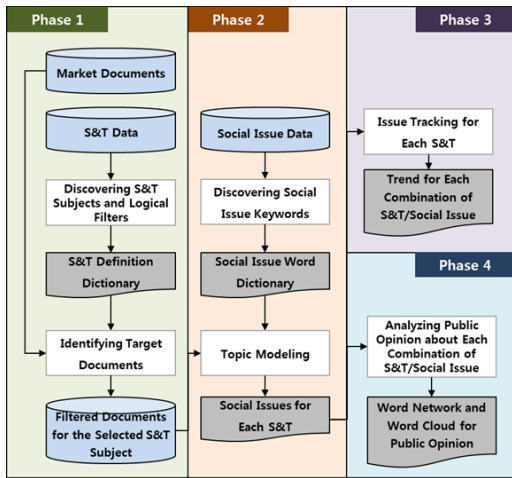 Phase 1
Market Documents
S&T Data
Discovering S&T
Subjects and Logical
Filters
S&T Definition
Dictionary
Identifying Target
Documents
Filtered Documents
for the Selected S&T
Subject
Phase 2
Social Issue Data
Discovering Social
Issue Keywords
Social Issue Word
Dictionary
Topic Modeling
Social Issues for
Each S&T
Phase 3
Issue Tracking for
Each S&T
Trend for Each
Combination of
S&T/Social Issue
Phase 4
Analyzing Public
Opinion about Each
Combination of
S&T/Social Issue
Word Network and
Word Cloud for
Public Opinion